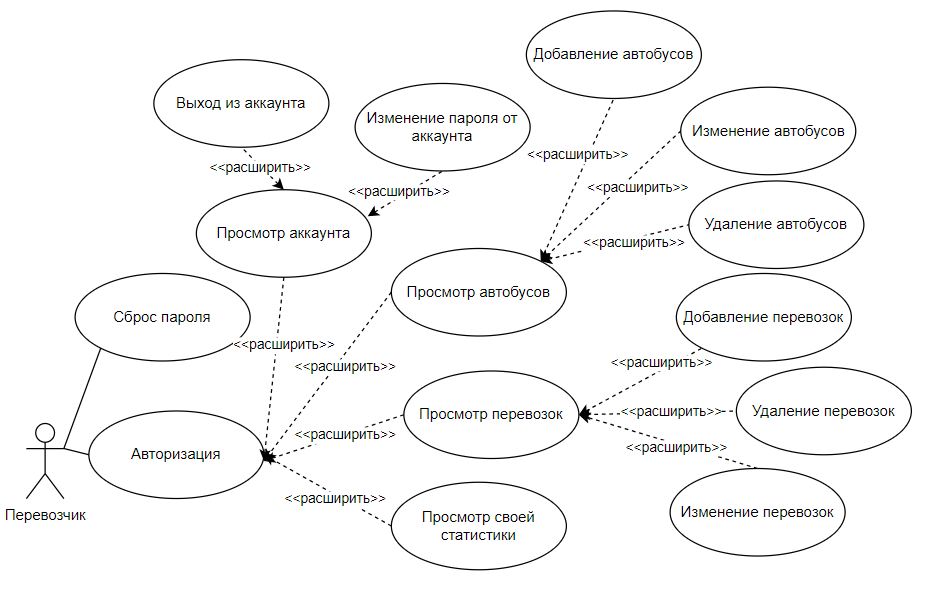 Добавление автобусов
Выход из аккаунта
Изменение пароля от
аккаунта
Изменение автобусов
<<расширить>>
<<расширить>>
<<расширить>>
<<расширить>>
Просмотр аккаунта
Удаление автобусов
<<расширить>>
Просмотр автобусов
Сброс пароля
Добавление перевозок
<<расширить>>
<<расширить>>
<<расширить>>
Просмотр перевозок
<<расширить>>
Удаление перевозок
<<расширить>>
<<расширить>>
Авторизация
<<расширить>>
Перевозчик
Просмотр своей
статистики
Изменение перевозок